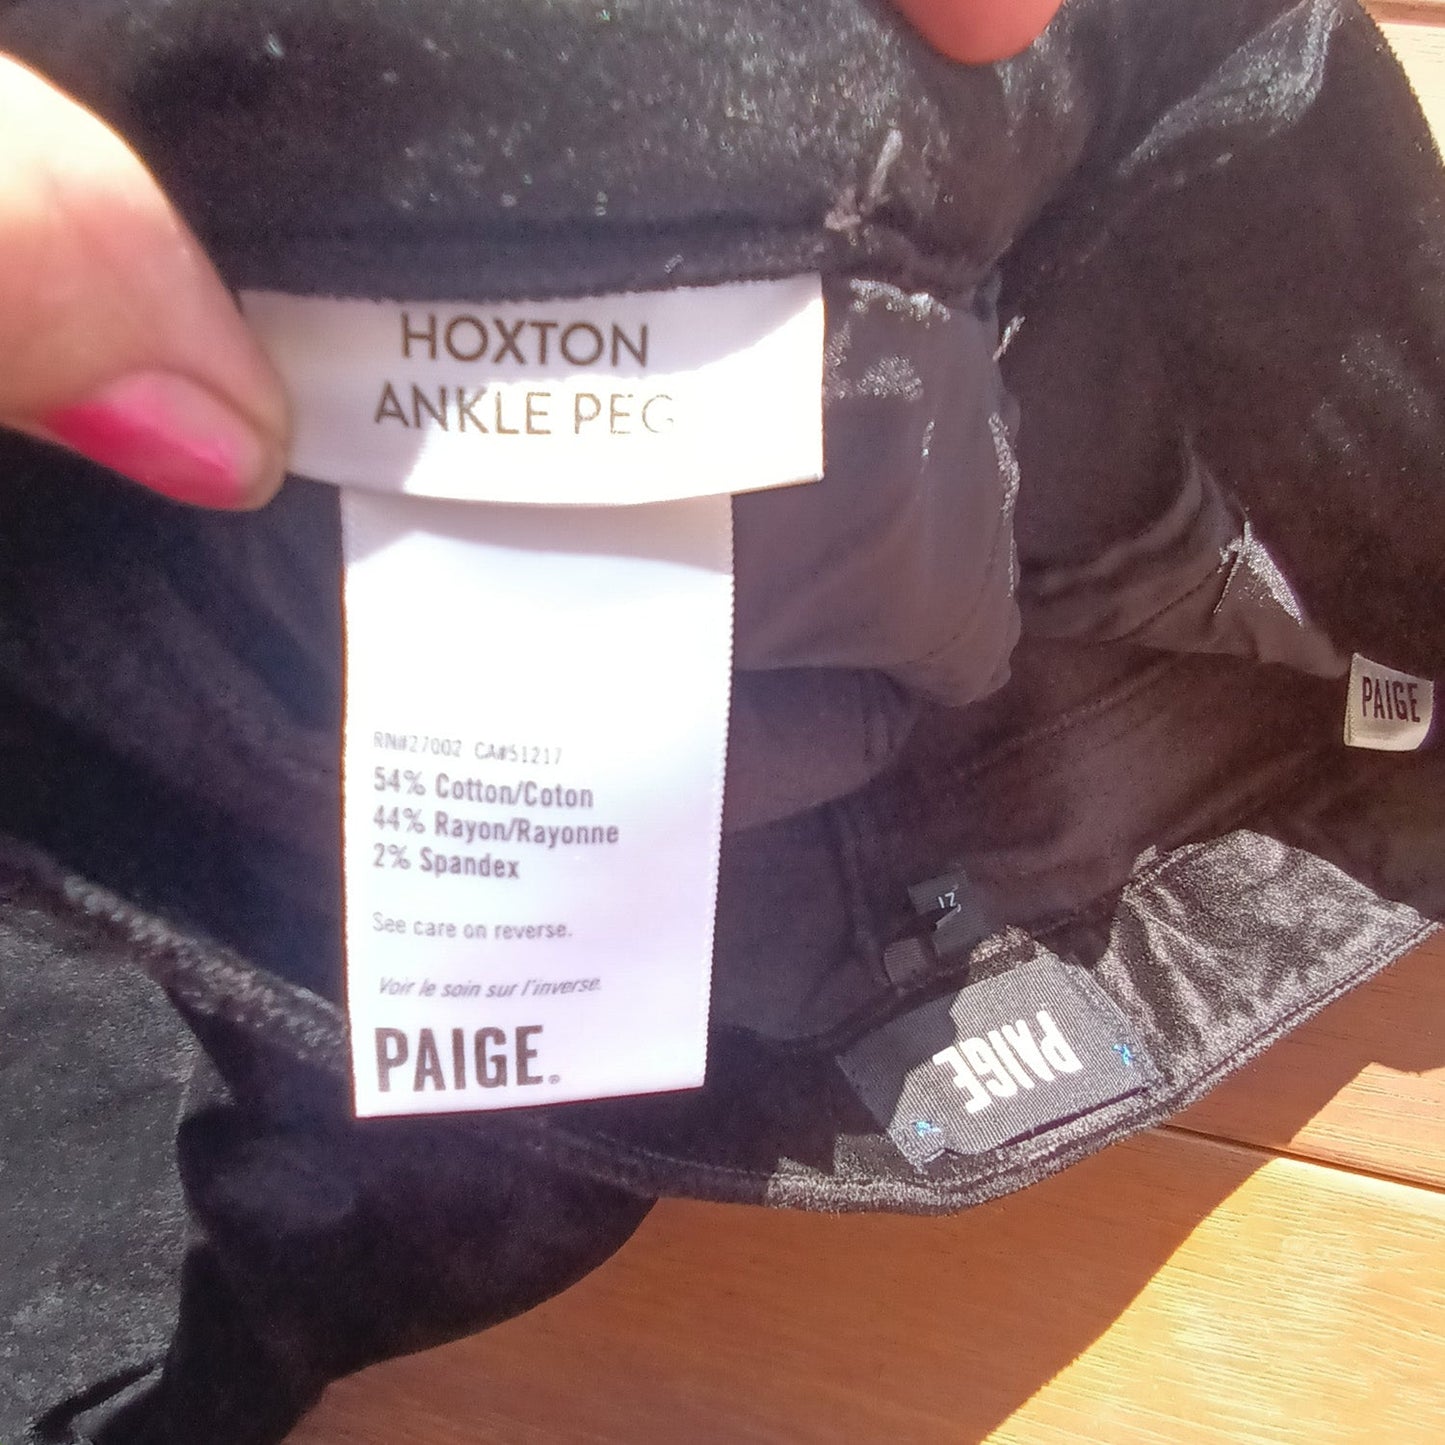 HOXTON
ANKLE PEG
RN#27002 CA#51217
54% Cotton/Coton
44% Rayon/Rayonne
2% Spandex
See care on reverse.
Voir le soin sur l'inverse.
PAIGE®
PAIGE
PAIGE